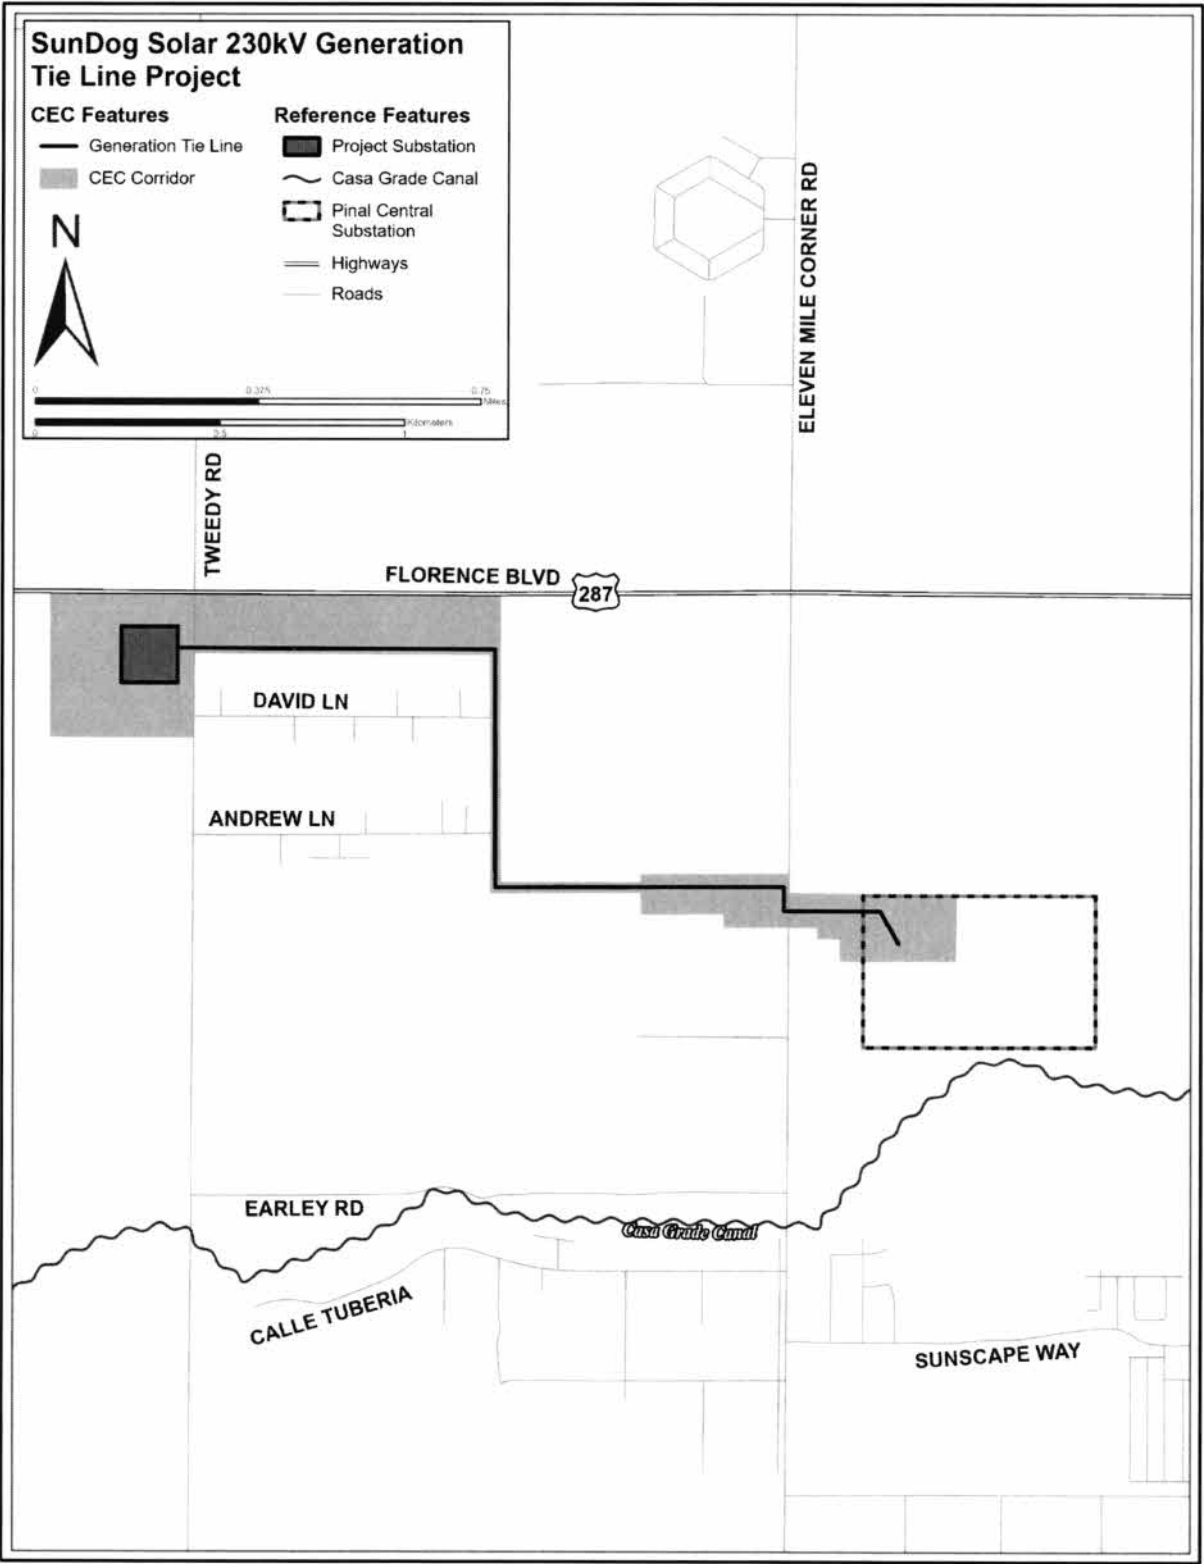 SunDog Solar 230kV Generation
Tie Line Project
CEC Features
Generation Tie Line
CEC Corridor
Reference Features
Project Substation
Casa Grade Canal
Pinal Central
Substation
Highways
Roads
N
0 0.375 0.75
Miles
Kilometers
0 0.5 1
ELEVEN MILE CORNER RD
TWEEDY RD
FLORENCE BLVD
287
DAVID LN
ANDREW LN
EARLEY RD
Casa Grade Canal
CALLE TUBERIA
SUNSCAPE WAY